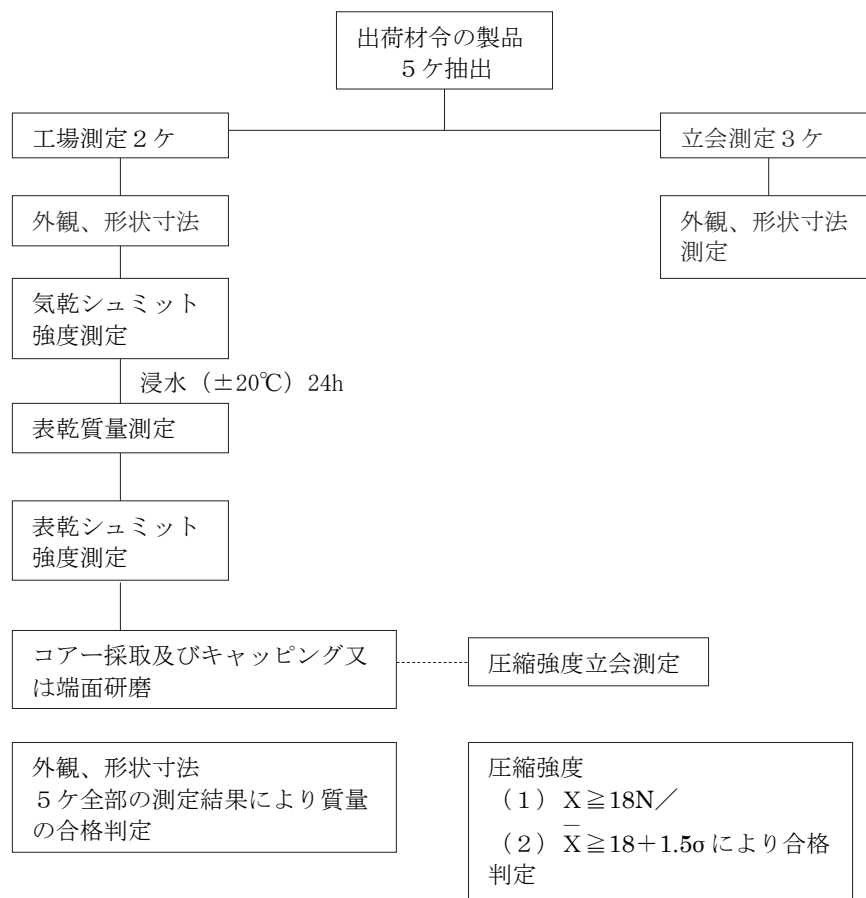 出荷材令の製品
５ケ抽出
工場測定２ケ
立会測定３ケ
外観、形状寸法
外観、形状寸法
測定
気乾シュミット
強度測定
浸水（±20℃）24h
表乾質量測定
表乾シュミット
強度測定
コアー採取及びキャッピング又
は端面研磨
圧縮強度立会測定
外観、形状寸法
５ケ全部の測定結果により質量
の合格判定
圧縮強度
（１）X≧18N／
（２）X̄≧18＋1.5σにより合格
判定